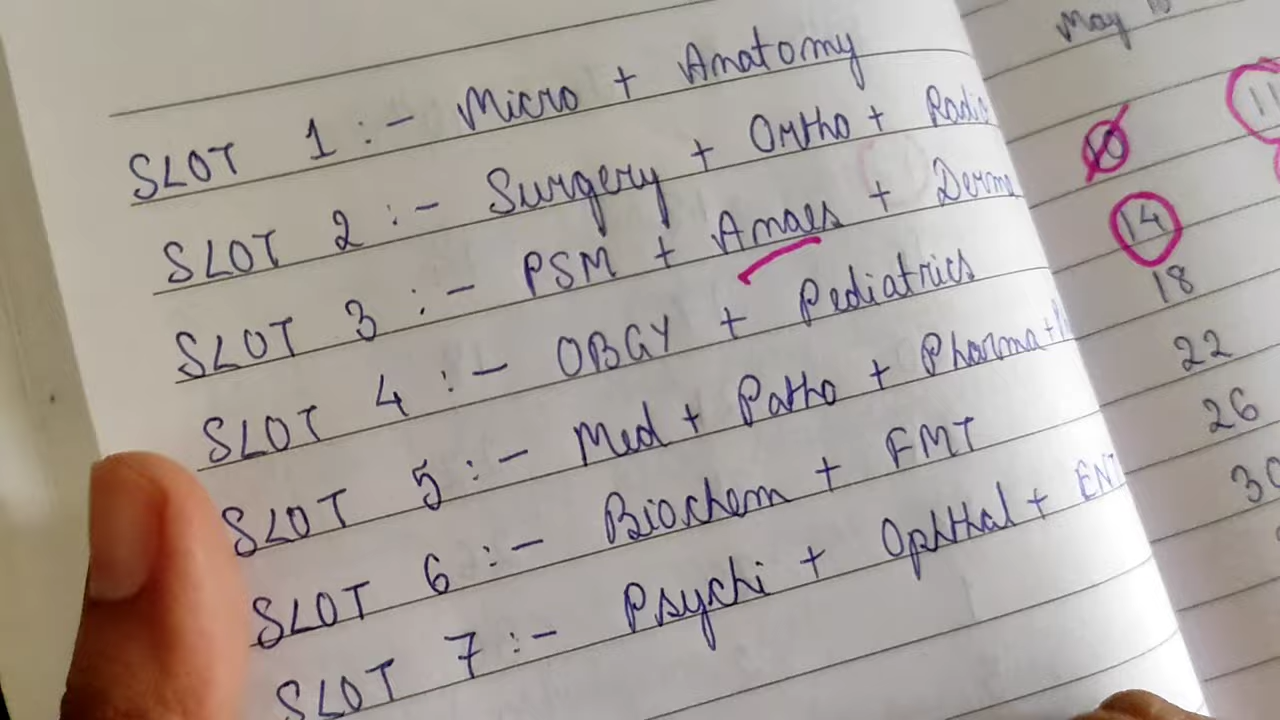 SLOT 1 :- Micro + Anatomy
SLOT 2 :- Surgery + Ortho + Radio
SLOT 3 :- PSM + Anaes + Derma
SLOT 4 :- OBGY + Pediatrics
SLOT 5 :- Med + Patho + Pharma +
SLOT 6 :- Biochem + FMT
SLOT 7 :- Psychi + Ophthal + ENT
May
10 11
14
18
22
26
30